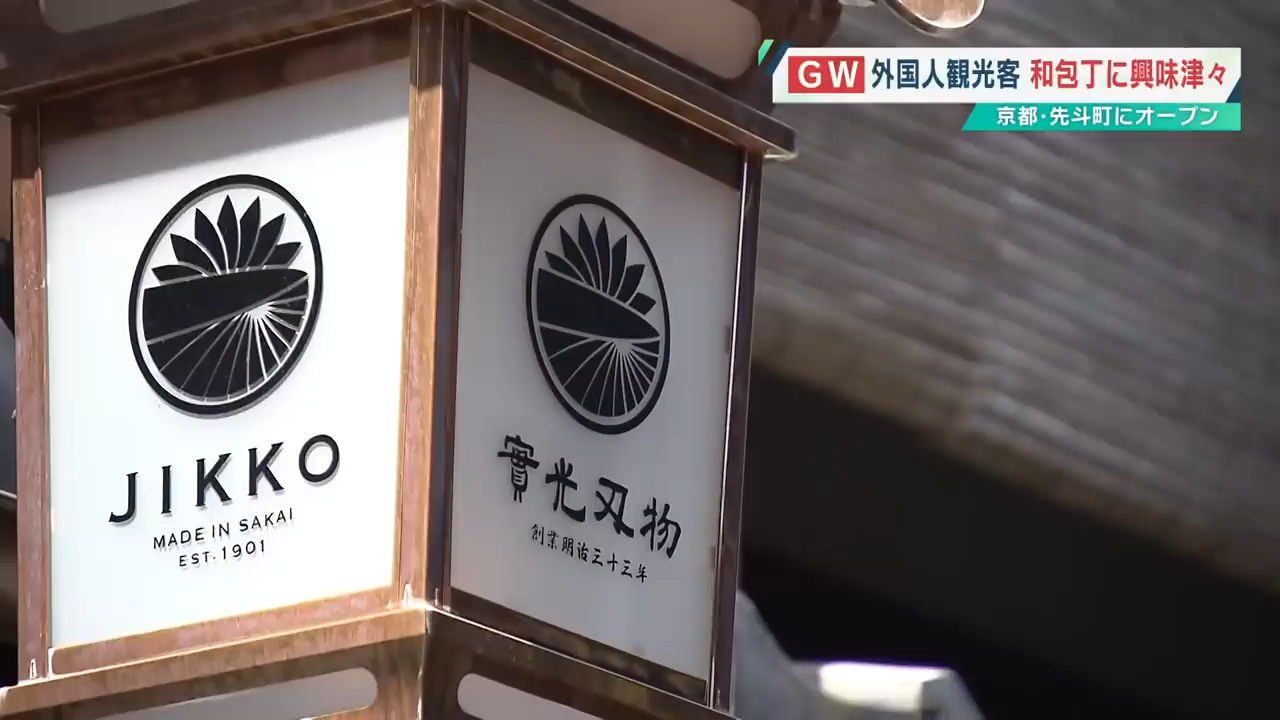 GW 外国人観光客 和包丁に興味津々
京都・先斗町にオープン
JIKKO
MADE IN SAKAI
EST.1901
實光刃物
創業明治三十三年